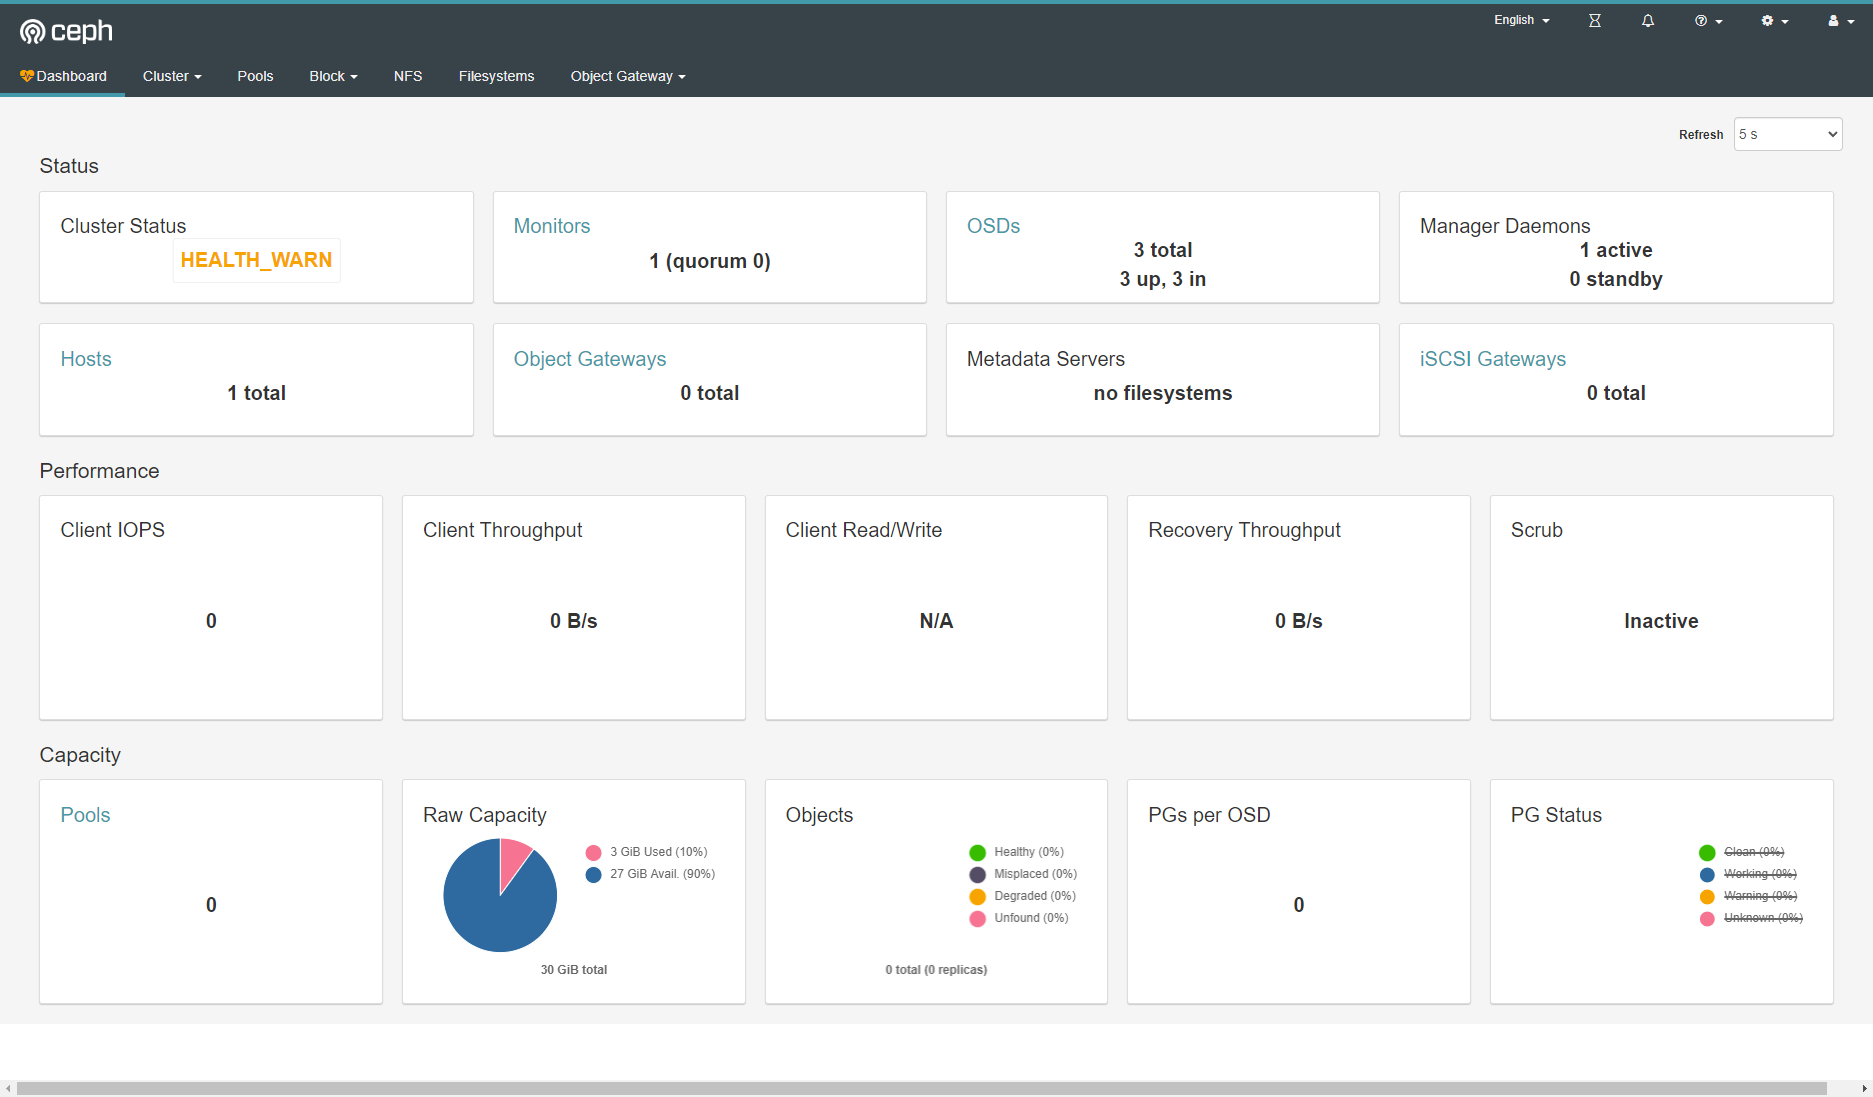 ceph
English
Dashboard
Cluster
Pools
Block
NFS
Filesystems
Object Gateway
Refresh
5 s
Status
Cluster Status
HEALTH_WARN
Monitors
1 (quorum 0)
OSDs
3 total
3 up, 3 in
Manager Daemons
1 active
0 standby
Hosts
1 total
Object Gateways
0 total
Metadata Servers
no filesystems
iSCSI Gateways
0 total
Performance
Client IOPS
0
Client Throughput
0 B/s
Client Read/Write
N/A
Recovery Throughput
0 B/s
Scrub
Inactive
Capacity
Pools
0
Raw Capacity
3 GiB Used (10%)
27 GiB Avail. (90%)
30 GiB total
Objects
Healthy (0%)
Misplaced (0%)
Degraded (0%)
Unfound (0%)
0 total (0 replicas)
PGs per OSD
0
PG Status
Clean (0%)
Working (0%)
Warning (0%)
Unknown (0%)